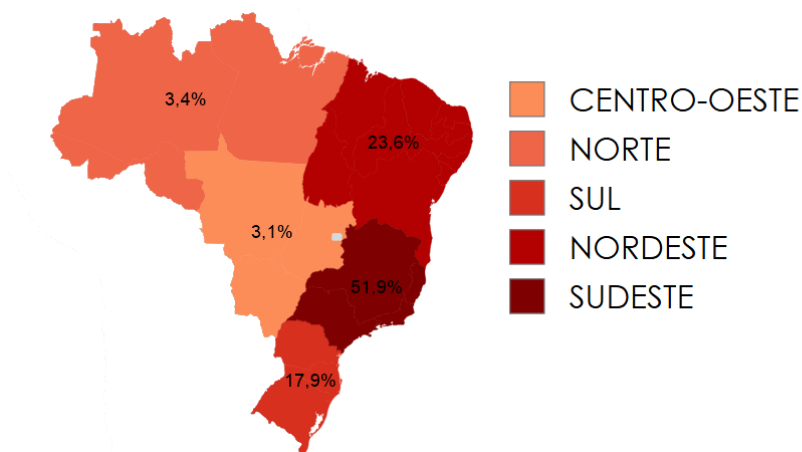 3,4%
23,6%
3,1%
51,9%
17,9%
CENTRO-OESTE
NORTE
SUL
NORDESTE
SUDESTE